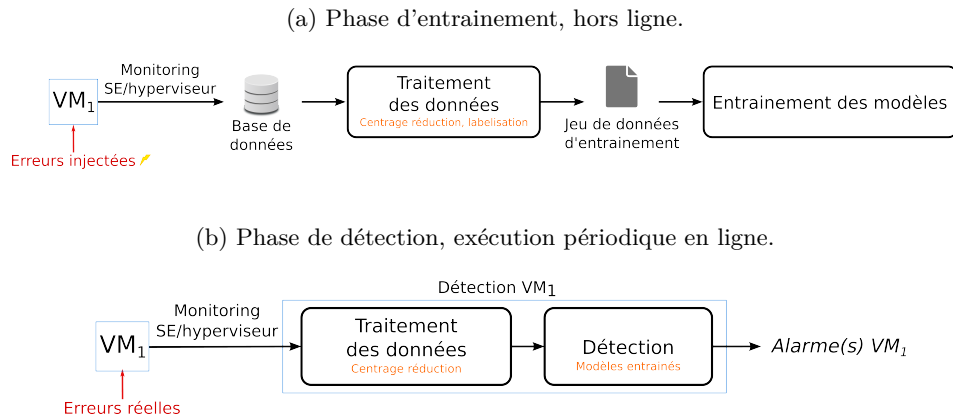 (a) Phase d'entrainement, hors ligne.
Monitoring
SE/hyperviseur
VM1
Erreurs injectées
Base de
données
Traitement
des données
Centrage réduction, labelisation
Jeu de données
d'entrainement
Entrainement des modèles
(b) Phase de détection, exécution périodique en ligne.
Détection VM1
Monitoring
SE/hyperviseur
VM1
Erreurs réelles
Traitement
des données
Centrage réduction
Détection
Modèles entrainés
Alarme(s) VM1